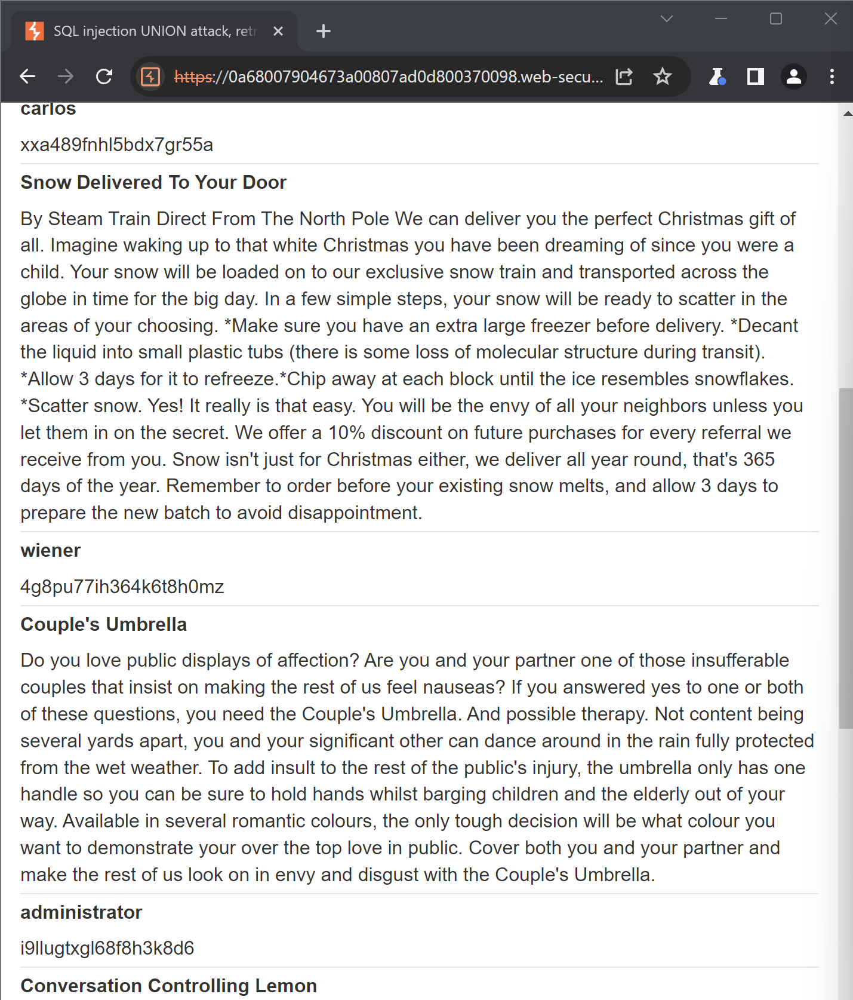 SQL injection UNION attack, retr
https://0a68007904673a00807ad0d800370098.web-secu...
carlos
xxa489fnhl5bdx7gr55a
Snow Delivered To Your Door
By Steam Train Direct From The North Pole We can deliver you the perfect Christmas gift of
all. Imagine waking up to that white Christmas you have been dreaming of since you were a
child. Your snow will be loaded on to our exclusive snow train and transported across the
globe in time for the big day. In a few simple steps, your snow will be ready to scatter in the
areas of your choosing. *Make sure you have an extra large freezer before delivery. *Decant
the liquid into small plastic tubs (there is some loss of molecular structure during transit).
*Allow 3 days for it to refreeze.*Chip away at each block until the ice resembles snowflakes.
*Scatter snow. Yes! It really is that easy. You will be the envy of all your neighbors unless you
let them in on the secret. We offer a 10% discount on future purchases for every referral we
receive from you. Snow isn't just for Christmas either, we deliver all year round, that's 365
days of the year. Remember to order before your existing snow melts, and allow 3 days to
prepare the new batch to avoid disappointment.
wiener
4g8pu77ih364k6t8h0mz
Couple's Umbrella
Do you love public displays of affection? Are you and your partner one of those insufferable
couples that insist on making the rest of us feel nauseas? If you answered yes to one or both
of these questions, you need the Couple's Umbrella. And possible therapy. Not content being
several yards apart, you and your significant other can dance around in the rain fully protected
from the wet weather. To add insult to the rest of the public's injury, the umbrella only has one
handle so you can be sure to hold hands whilst barging children and the elderly out of your
way. Available in several romantic colours, the only tough decision will be what colour you
want to demonstrate your over the top love in public. Cover both you and your partner and
make the rest of us look on in envy and disgust with the Couple's Umbrella.
administrator
i9llugtxgl68f8h3k8d6
Conversation Controlling Lemon